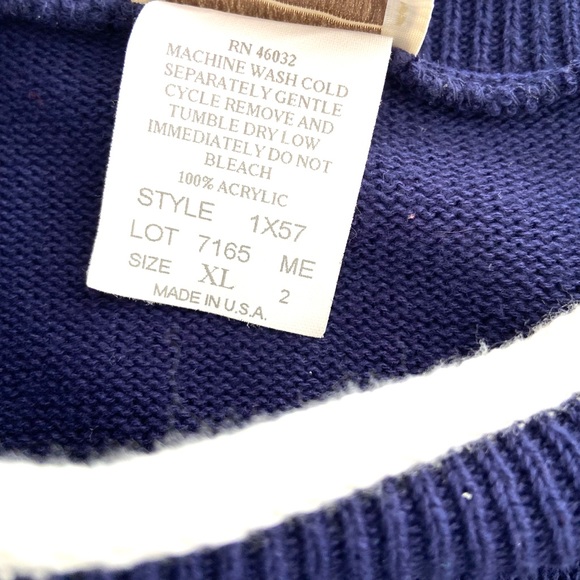 RN 46032
MACHINE WASH COLD
SEPARATELY GENTLE
CYCLE REMOVE AND
TUMBLE DRY LOW
IMMEDIATELY DO NOT
BLEACH
100% ACRYLIC
STYLE 1X57
LOT 7165 ME
SIZE XL 2
MADE IN U.S.A.